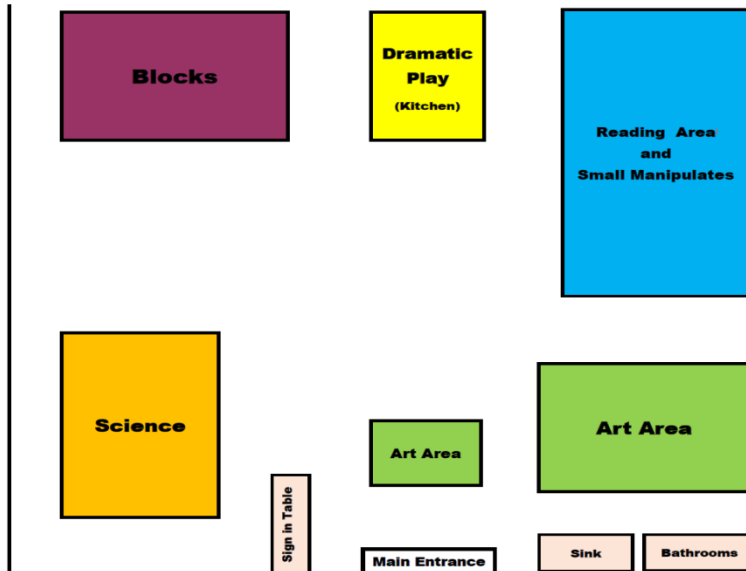 Blocks
Dramatic
Play
(Kitchen)
Reading Area
and
Small Manipulates
Science
Art Area
Art Area
Sign in Table
Main Entrance
Sink
Bathrooms